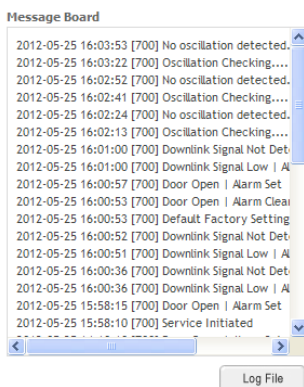 Message Board
2012-05-25 16:03:53 [700] No oscillation detected.
2012-05-25 16:03:22 [700] Oscillation Checking....
2012-05-25 16:02:52 [700] No oscillation detected.
2012-05-25 16:02:41 [700] Oscillation Checking....
2012-05-25 16:02:24 [700] No oscillation detected.
2012-05-25 16:02:13 [700] Oscillation Checking....
2012-05-25 16:01:00 [700] Downlink Signal Not Det
2012-05-25 16:01:00 [700] Downlink Signal Low |
2012-05-25 16:00:57 [700] Door Open | Alarm Set
2012-05-25 16:00:53 [700] Door Open | Alarm Clea
2012-05-25 16:00:53 [700] Default Factory Setting
2012-05-25 16:00:52 [700] Downlink Signal Not Det
2012-05-25 16:00:51 [700] Downlink Signal Low |
2012-05-25 16:00:36 [700] Downlink Signal Not Det
2012-05-25 16:00:36 [700] Downlink Signal Low |
2012-05-25 15:58:15 [700] Door Open | Alarm Set
2012-05-25 15:58:10 [700] Service Initiated
Log File